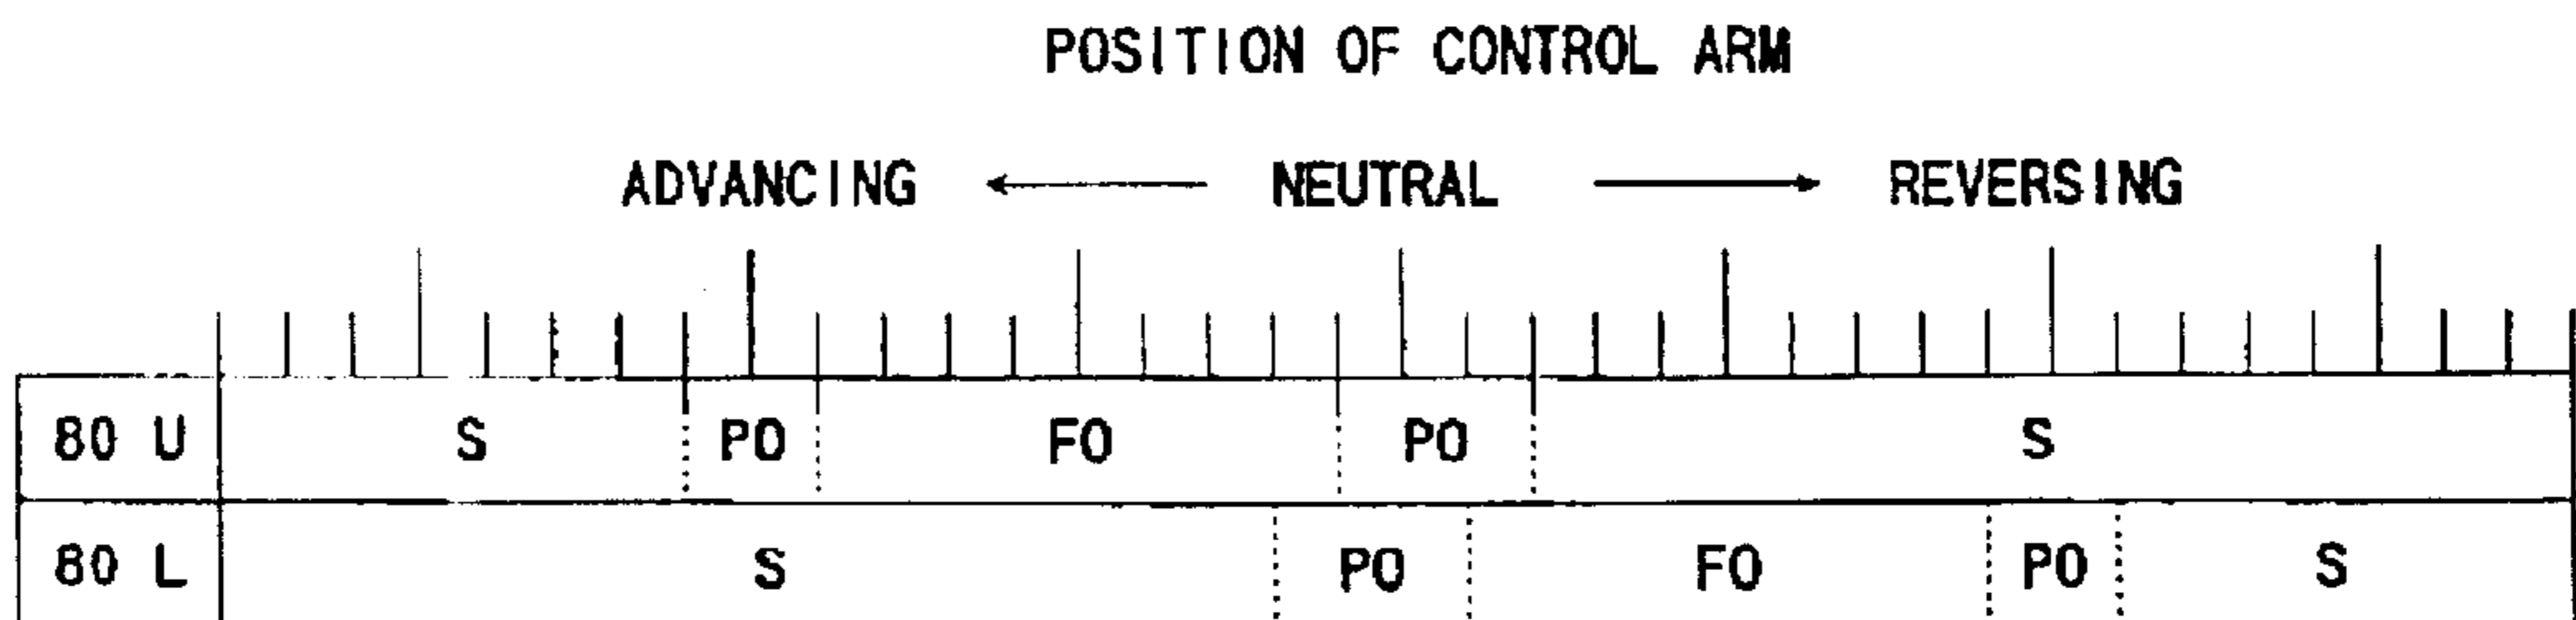 POSITION OF CONTROL ARM
ADVANCING NEUTRAL REVERSING
80 U S PO FO PO S
80 L S PO FO PO S